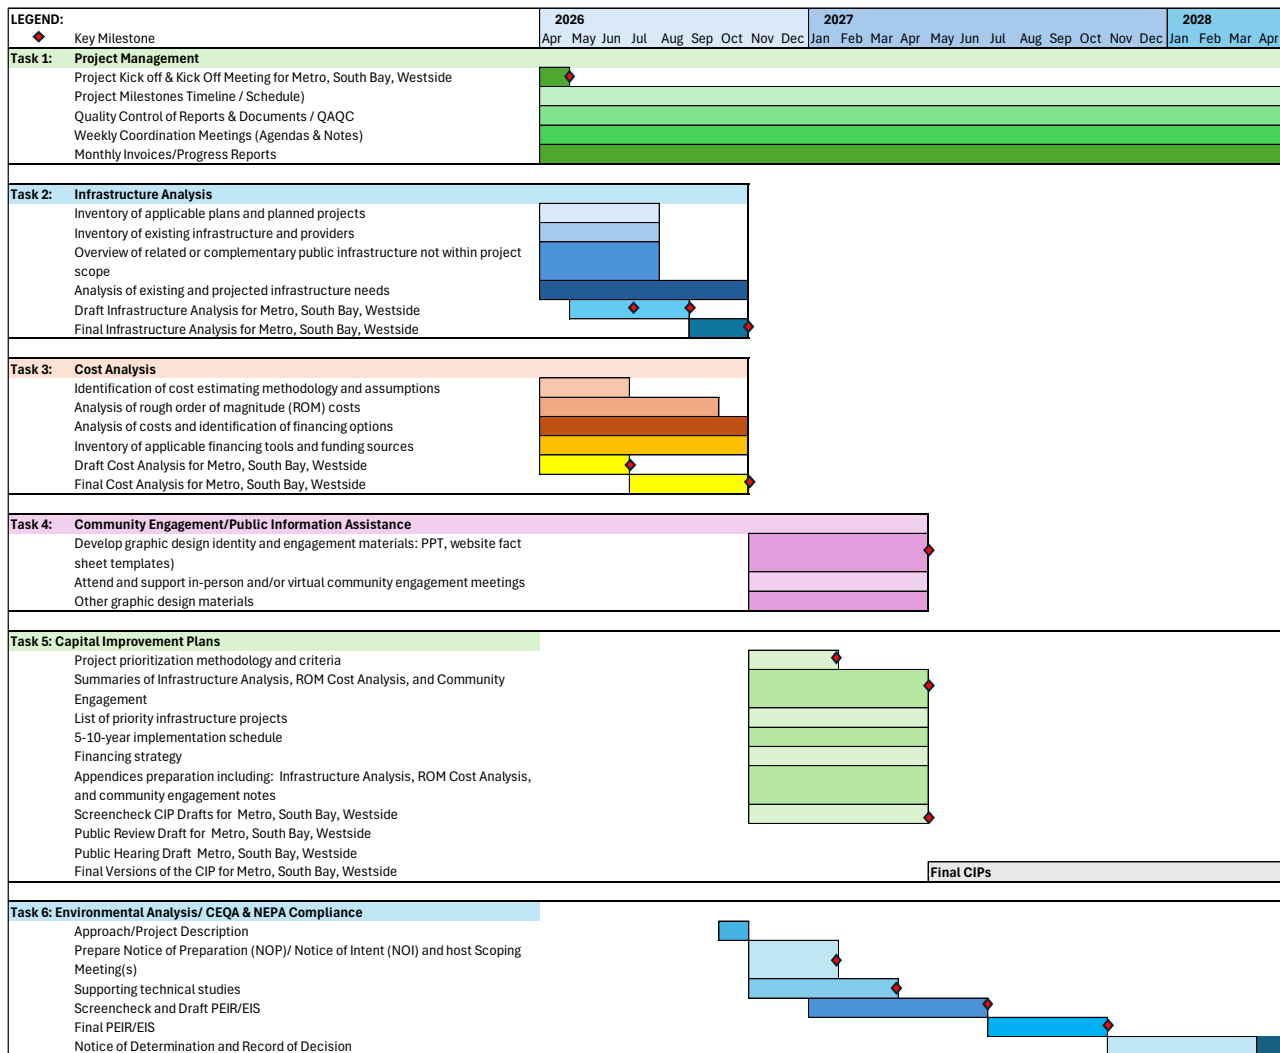 LEGEND: 2026 2027 2028
Key Milestone Apr May Jun Jul Aug Sep Oct Nov Dec Jan Feb Mar Apr May Jun Jul Aug Sep Oct Nov Dec Jan Feb Mar Apr
Task 1: Project Management
Project Kick off & Kick Off Meeting for Metro, South Bay, Westside
Project Milestones Timeline / Schedule)
Quality Control of Reports & Documents / QAQC
Weekly Coordination Meetings (Agendas & Notes)
Monthly Invoices/Progress Reports
Task 2: Infrastructure Analysis
Inventory of applicable plans and planned projects
Inventory of existing infrastructure and providers
Overview of related or complementary public infrastructure not within project
scope
Analysis of existing and projected infrastructure needs
Draft Infrastructure Analysis for Metro, South Bay, Westside
Final Infrastructure Analysis for Metro, South Bay, Westside
Task 3: Cost Analysis
Identification of cost estimating methodology and assumptions
Analysis of rough order of magnitude (ROM) costs
Analysis of costs and identification of financing options
Inventory of applicable financing tools and funding sources
Draft Cost Analysis for Metro, South Bay, Westside
Final Cost Analysis for Metro, South Bay, Westside
Task 4: Community Engagement/Public Information Assistance
Develop graphic design identity and engagement materials: PPT, website fact
sheet templates)
Attend and support in-person and/or virtual community engagement meetings
Other graphic design materials
Task 5: Capital Improvement Plans
Project prioritization methodology and criteria
Summaries of Infrastructure Analysis, ROM Cost Analysis, and Community
Engagement
List of priority infrastructure projects
5-10-year implementation schedule
Financing strategy
Appendices preparation including: Infrastructure Analysis, ROM Cost Analysis,
and community engagement notes
Screencheck CIP Drafts for Metro, South Bay, Westside
Public Review Draft for Metro, South Bay, Westside
Public Hearing Draft Metro, South Bay, Westside
Final Versions of the CIP for Metro, South Bay, Westside Final CIPs
Task 6: Environmental Analysis/ CEQA & NEPA Compliance
Approach/Project Description
Prepare Notice of Preparation (NOP)/ Notice of Intent (NOI) and host Scoping
Meeting(s)
Supporting technical studies
Screencheck and Draft PEIR/EIS
Final PEIR/EIS
Notice of Determination and Record of Decision